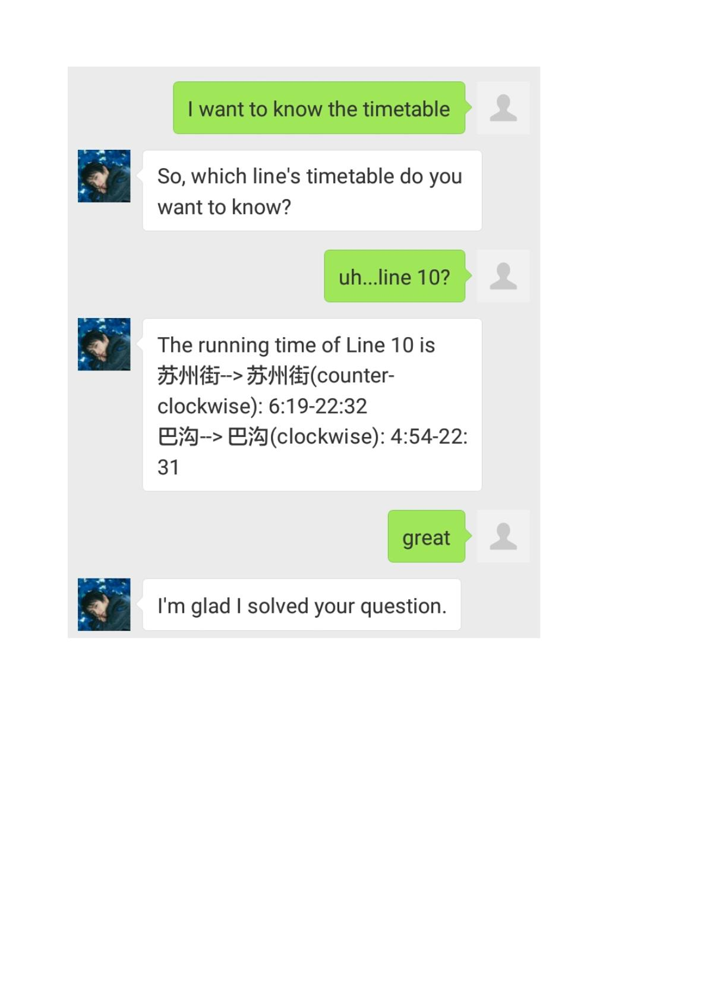 I want to know the timetable
So, which line's timetable do you
want to know?
uh...line 10?
The running time of Line 10 is
苏州街--> 苏州街(counter-
clockwise): 6:19-22:32
巴沟--> 巴沟(clockwise): 4:54-22:
31
great
I'm glad I solved your question.